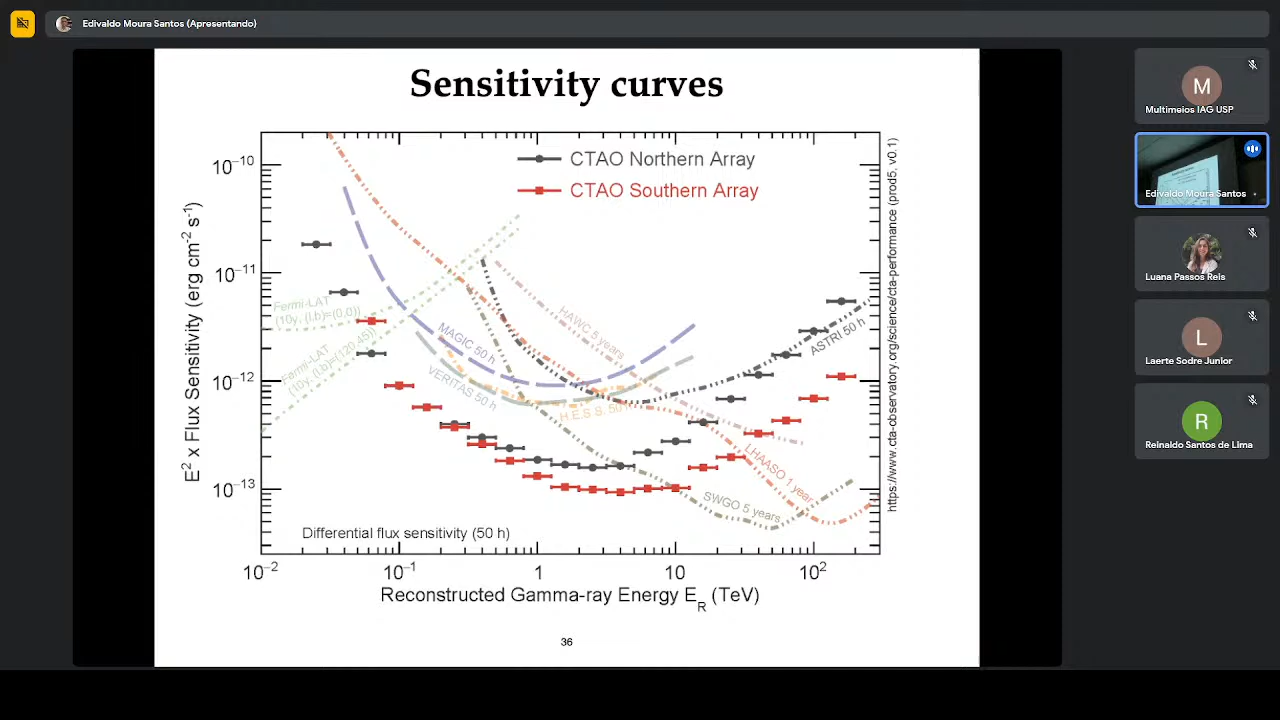 Edivaldo Moura Santos (Apresentando)
Sensitivity curves
CTAO Northern Array
CTAO Southern Array
10⁻¹⁰
10⁻¹¹
10⁻¹²
10⁻¹³
E² x Flux Sensitivity (erg cm⁻² s⁻¹)
Fermi-LAT
(10y, (l,b)=(0,0))
Fermi-LAT
(10y, (l,b)=(120,45))
MAGIC 50 h
VERITAS 50 h
H.E.S.S. 50 h
HAWC 5 years
ASTRI 50 h
LHAASO 1 year
SWGO 5 years
Differential flux sensitivity (50 h)
10⁻²
10⁻¹
1
10
10²
Reconstructed Gamma-ray Energy E_R (TeV)
https://www.cta-observatory.org/science/cta-performance (prod5, v0.1)
36
M
Multimeios IAG USP
Edivaldo Moura Santos
Luana Passos Reis
L
Laerte Sodre Junior
R
Reinaldo Santos de Lima